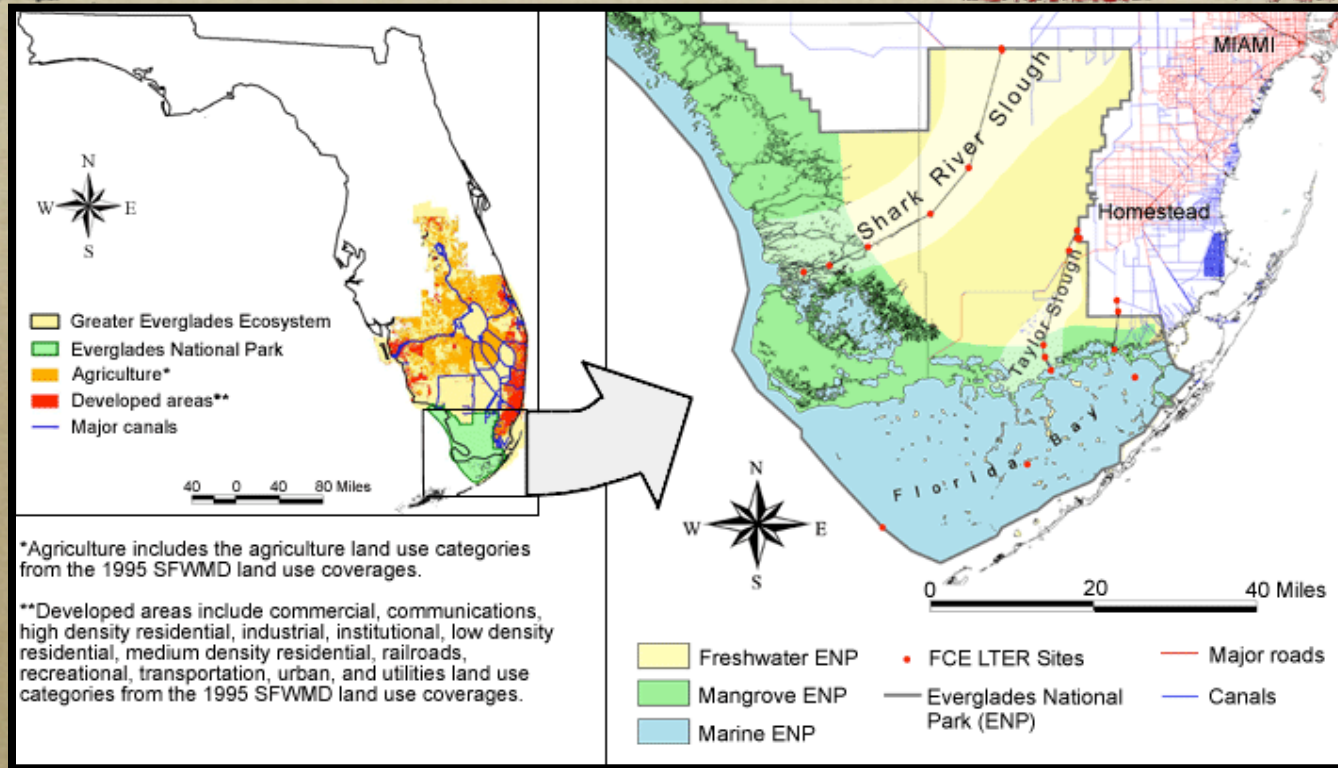 N
W E
S
Greater Everglades Ecosystem
Everglades National Park
Agriculture*
Developed areas**
Major canals
40 0 40 80 Miles
*Agriculture includes the agriculture land use categories
from the 1995 SFWMD land use coverages.
**Developed areas include commercial, communications,
high density residential, industrial, institutional, low density
residential, medium density residential, railroads,
recreational, transportation, urban, and utilities land use
categories from the 1995 SFWMD land use coverages.
MIAMI
Shark River Slough
Homestead
Taylor Slough
Florida Bay
N
W E
S
0 20 40 Miles
Freshwater ENP
Mangrove ENP
Marine ENP
FCE LTER Sites
Everglades National
Park (ENP)
Major roads
Canals